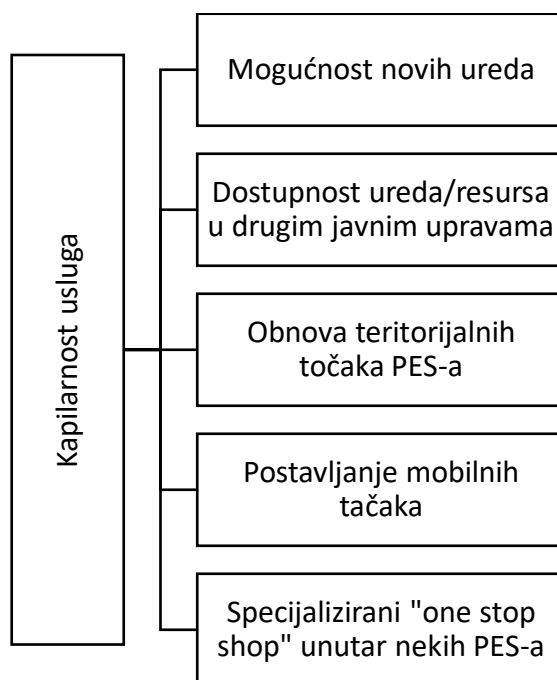 Kapilarnost usluga
Mogućnost novih ureda
Dostupnost ureda/resursa
u drugim javnim upravama
Obnova teritorijalnih
točaka PES-a
Postavljanje mobilnih
tačaka
Specijalizirani "one stop
shop" unutar nekih PES-a